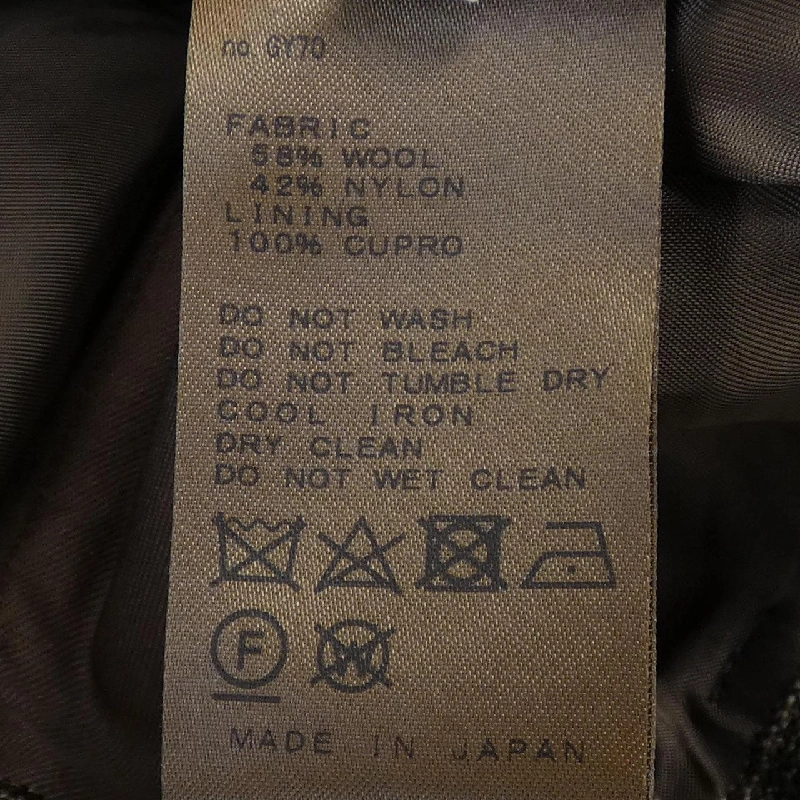 no. GY70
FABRIC
58% WOOL
42% NYLON
LINING
100% CUPRO
DO NOT WASH
DO NOT BLEACH
DO NOT TUMBLE DRY
COOL IRON
DRY CLEAN
DO NOT WET CLEAN
F W
MADE IN JAPAN